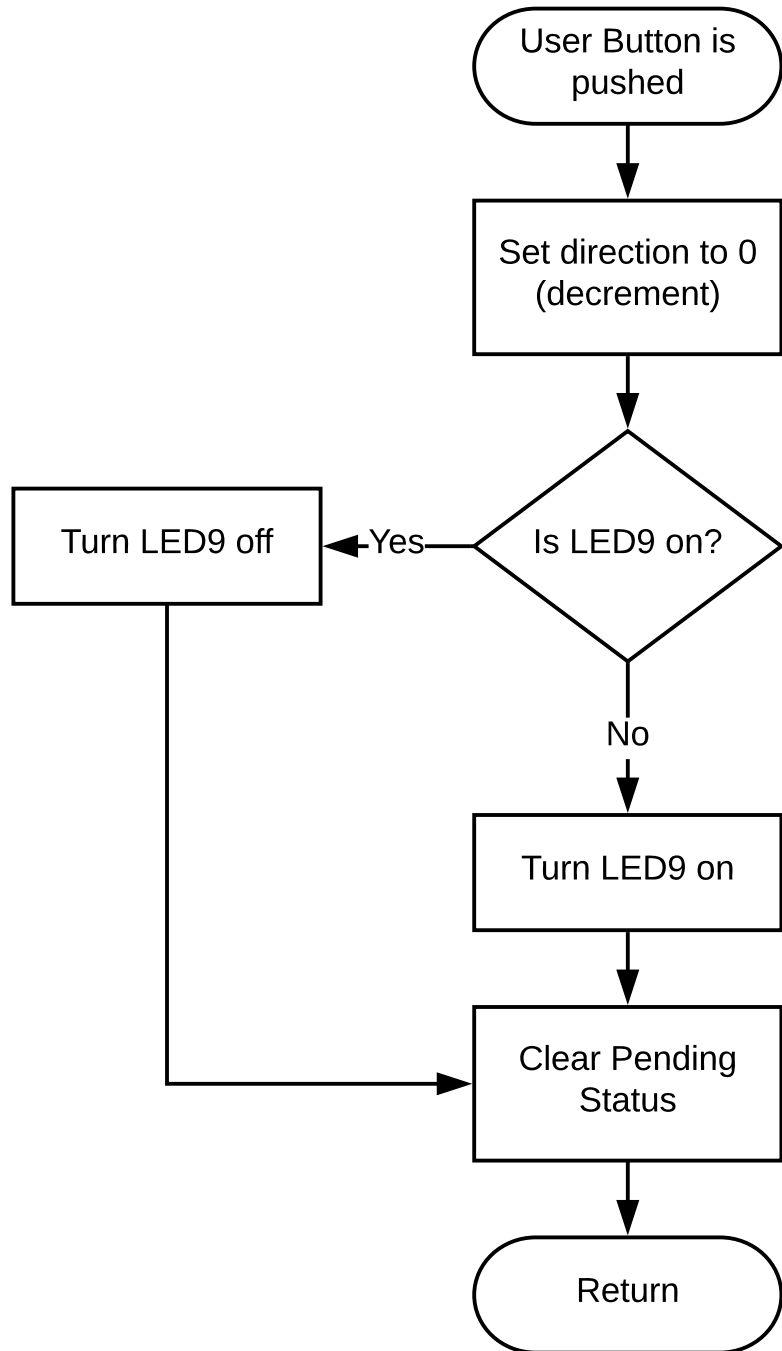 User Button is
pushed
Set direction to 0
(decrement)
Is LED9 on?
Yes
Turn LED9 off
No
Turn LED9 on
Clear Pending
Status
Return